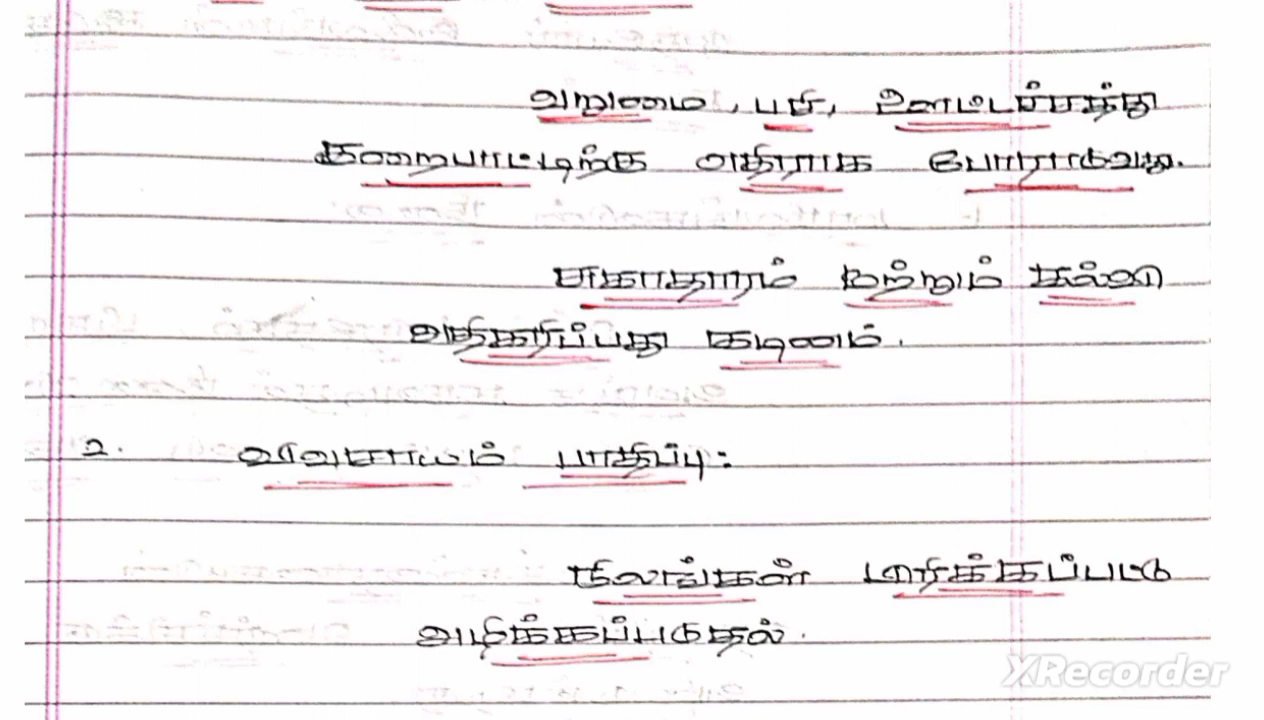 வறுமை, பசி, ஊட்டச்சத்து
குறைபாட்டிற்கு எதிராக போராடுவது.
சுகாதாரம் மற்றும் கல்வி
அதிகரிப்பது கடினம்.
2. விவசாயம் பாதிப்பு:
நிலங்கள் பிரிக்கப்பட்டு
அழிக்கப்படுதல்.
XRecorder